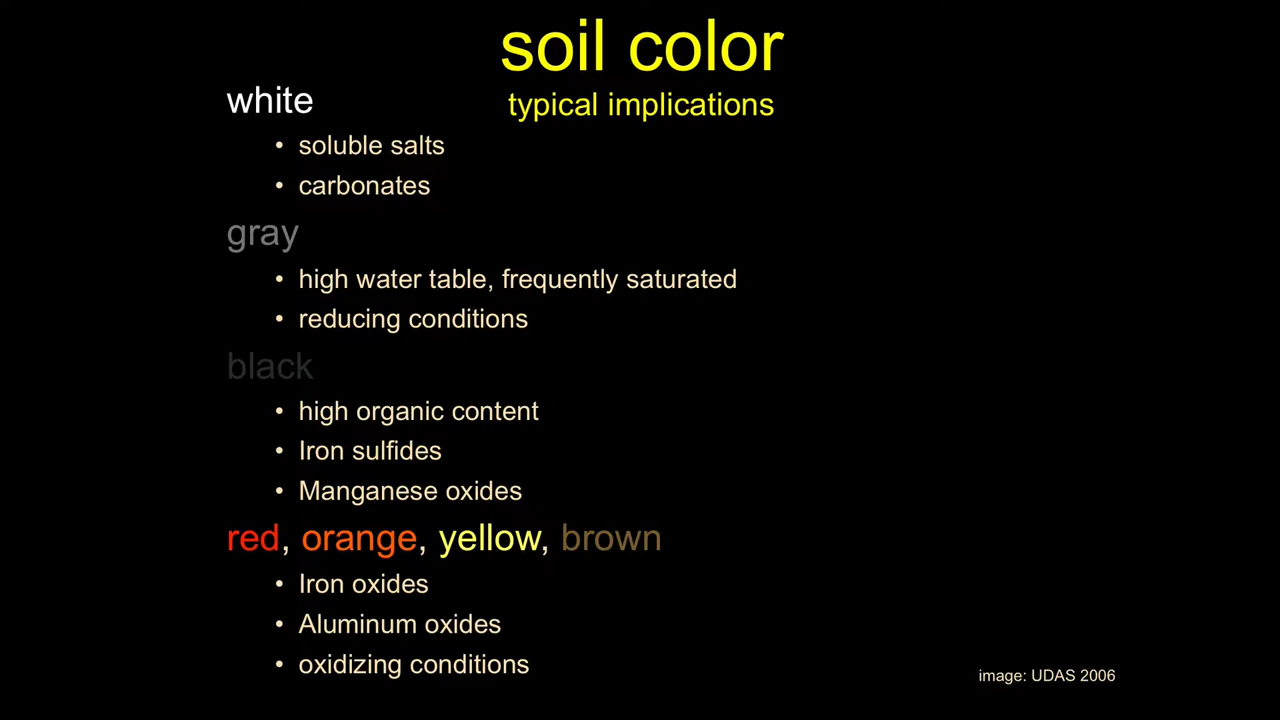 soil color
typical implications
white
• soluble salts
• carbonates
gray
• high water table, frequently saturated
• reducing conditions
black
• high organic content
• Iron sulfides
• Manganese oxides
red, orange, yellow, brown
• Iron oxides
• Aluminum oxides
• oxidizing conditions
image: UDAS 2006